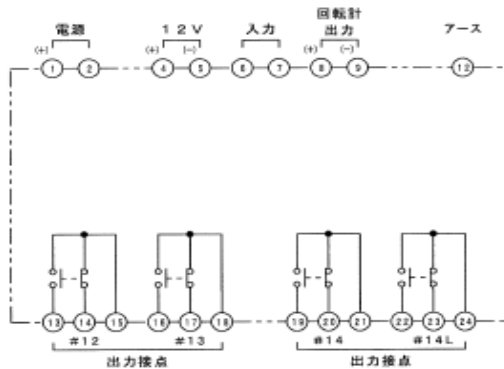 電源 12V 入力 回転計出力 アース
(+) (+) (−) (+) (−)
1 2 4 5 6 7 8 9 12
13 14 15 16 17 18 19 20 21 22 23 24
#12 #13 #14 #14L
出力接点 出力接点